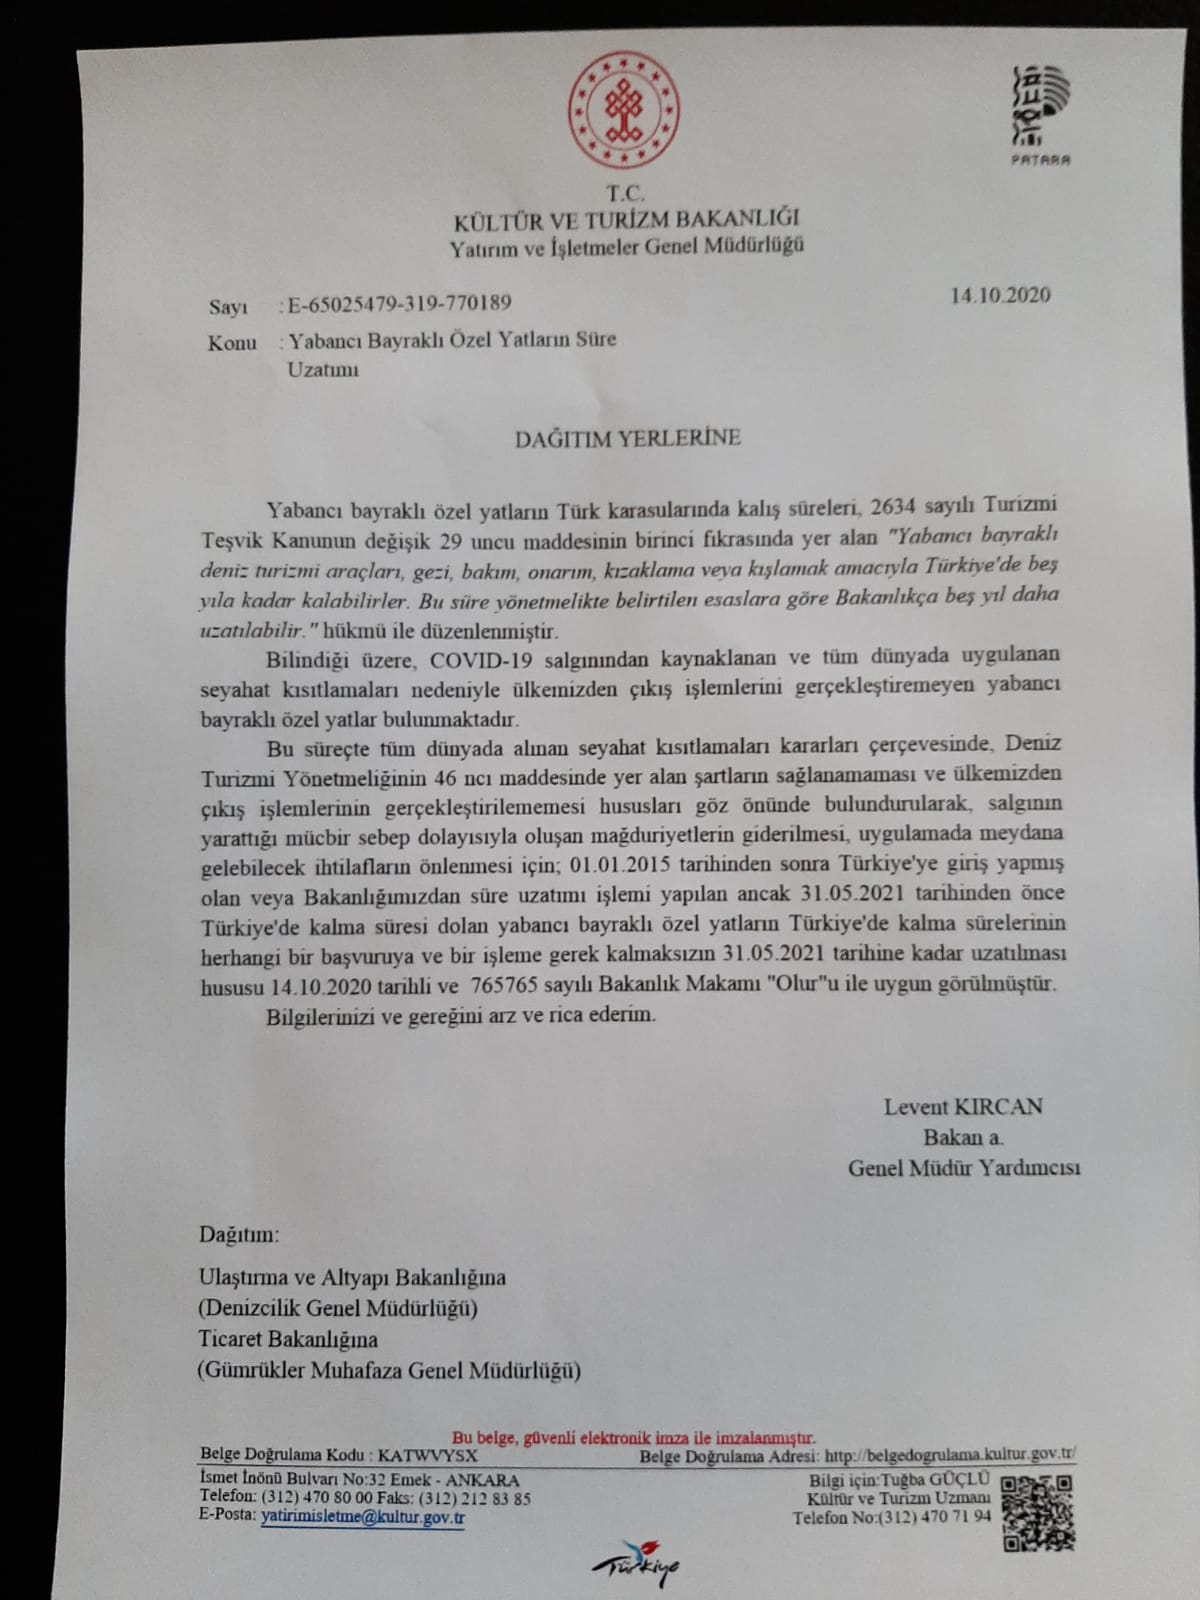 PATARA
T.C.
KÜLTÜR VE TURİZM BAKANLIĞI
Yatırım ve İşletmeler Genel Müdürlüğü
Sayı : E-65025479-319-770189
14.10.2020
Konu : Yabancı Bayraklı Özel Yatların Süre
Uzatımı
DAĞITIM YERLERİNE
Yabancı bayraklı özel yatların Türk karasularında kalış süreleri, 2634 sayılı Turizmi
Teşvik Kanunun değişik 29 uncu maddesinin birinci fıkrasında yer alan "Yabancı bayraklı
deniz turizmi araçları, gezi, bakım, onarım, kızaklama veya kışlamak amacıyla Türkiye'de beş
yıla kadar kalabilirler. Bu süre yönetmelikte belirtilen esaslara göre Bakanlıkça beş yıl daha
uzatılabilir." hükmü ile düzenlenmiştir.
Bilindiği üzere, COVID-19 salgınından kaynaklanan ve tüm dünyada uygulanan
seyahat kısıtlamaları nedeniyle ülkemizden çıkış işlemlerini gerçekleştiremeyen yabancı
bayraklı özel yatlar bulunmaktadır.
Bu süreçte tüm dünyada alınan seyahat kısıtlamaları kararları çerçevesinde, Deniz
Turizmi Yönetmeliğinin 46 ncı maddesinde yer alan şartların sağlanamaması ve ülkemizden
çıkış işlemlerinin gerçekleştirilememesi hususları göz önünde bulundurularak, salgının
yarattığı mücbir sebep dolayısıyla oluşan mağduriyetlerin giderilmesi, uygulamada meydana
gelebilecek ihtilafların önlenmesi için; 01.01.2015 tarihinden sonra Türkiye'ye giriş yapmış
olan veya Bakanlığımızdan süre uzatımı işlemi yapılan ancak 31.05.2021 tarihinden önce
Türkiye'de kalma süresi dolan yabancı bayraklı özel yatların Türkiye'de kalma sürelerinin
herhangi bir başvuruya ve bir işleme gerek kalmaksızın 31.05.2021 tarihine kadar uzatılması
hususu 14.10.2020 tarihli ve 765765 sayılı Bakanlık Makamı "Olur"u ile uygun görülmüştür.
Bilgilerinizi ve gereğini arz ve rica ederim.
Levent KIRCAN
Bakan a.
Genel Müdür Yardımcısı
Dağıtım:
Ulaştırma ve Altyapı Bakanlığına
(Denizcilik Genel Müdürlüğü)
Ticaret Bakanlığına
(Gümrükler Muhafaza Genel Müdürlüğü)
Bu belge, güvenli elektronik imza ile imzalanmıştır.
Belge Doğrulama Kodu : KATWVYSX
Belge Doğrulama Adresi: http://belgedogrulama.kultur.gov.tr/
İsmet İnönü Bulvarı No:32 Emek - ANKARA
Telefon: (312) 470 80 00 Faks: (312) 212 83 85
E-Posta: yatirimisletme@kultur.gov.tr
Bilgi için:Tuğba GÜÇLÜ
Kültür ve Turizm Uzmanı
Telefon No:(312) 470 71 94
Türkiye